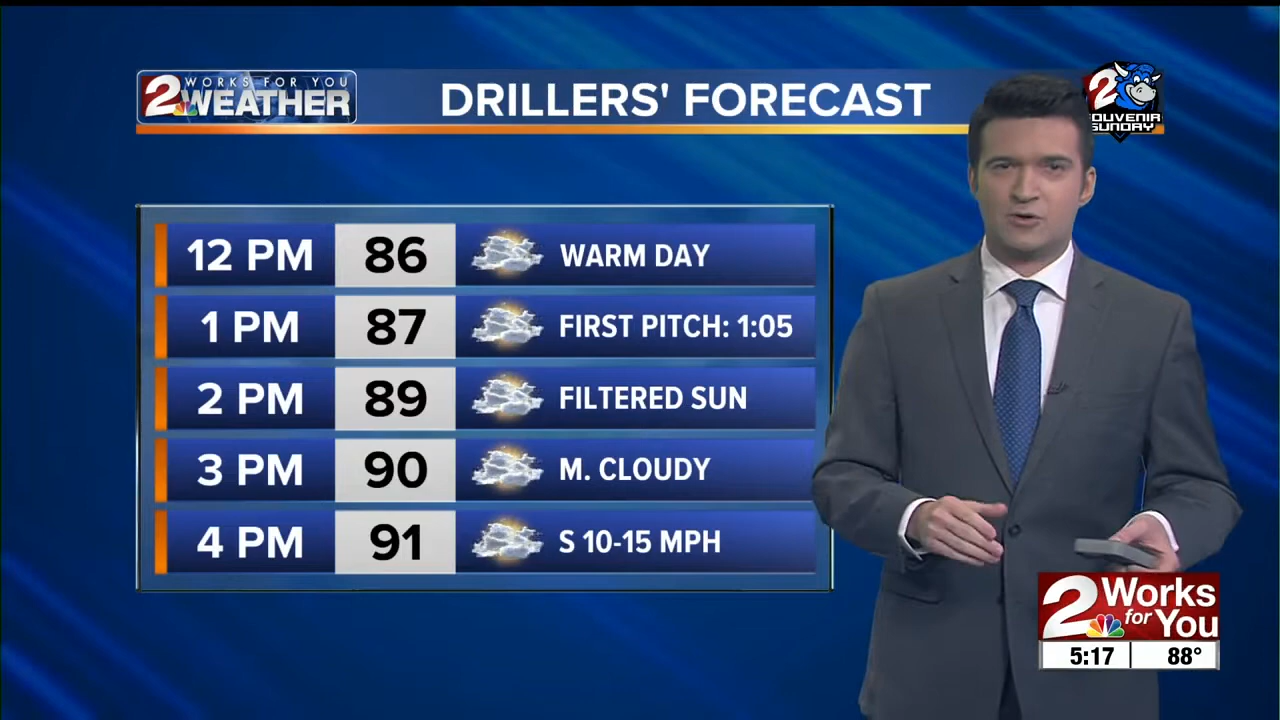 2 WORKS FOR YOU
WEATHER
DRILLERS' FORECAST
2
SOUVENIR
SUNDAY
12 PM 86 WARM DAY
1 PM 87 FIRST PITCH: 1:05
2 PM 89 FILTERED SUN
3 PM 90 M. CLOUDY
4 PM 91 S 10-15 MPH
2 Works
for You
5:17 88°